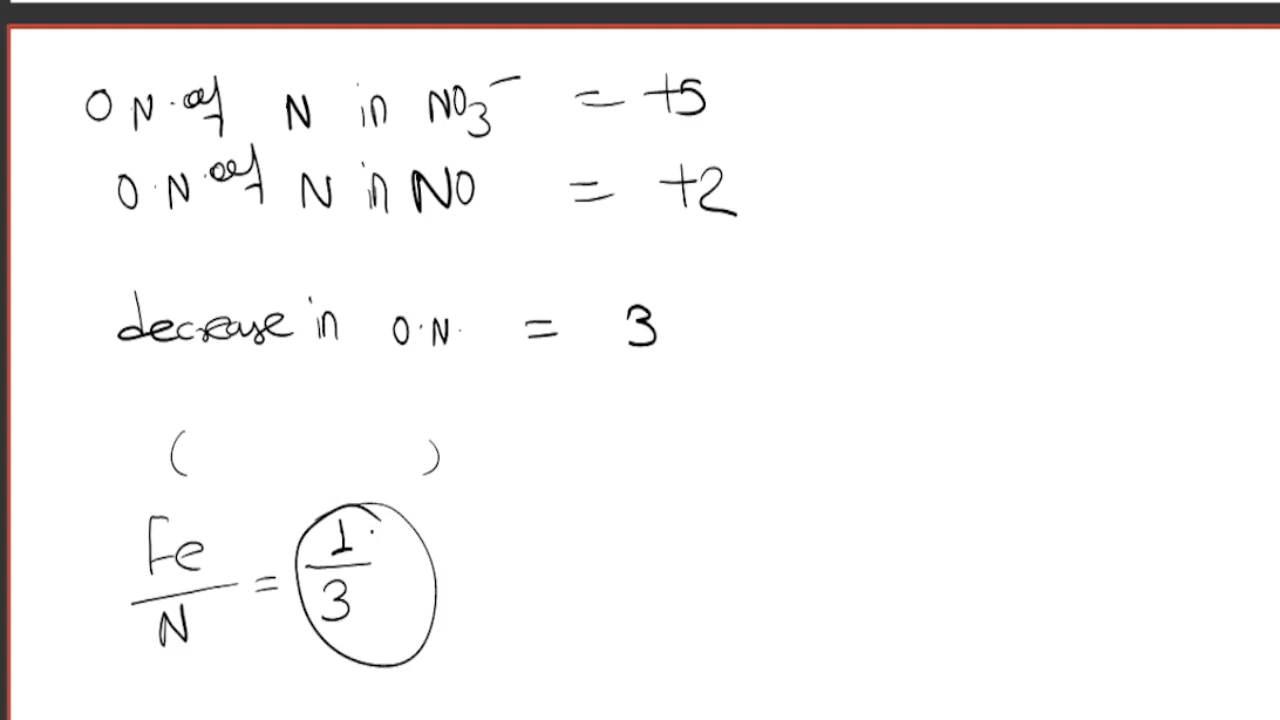 O N. of N in NO3⁻ = +5
O.N. of N in NO = +2
decrease in O.N. = 3
( )
Fe/N = 1/3